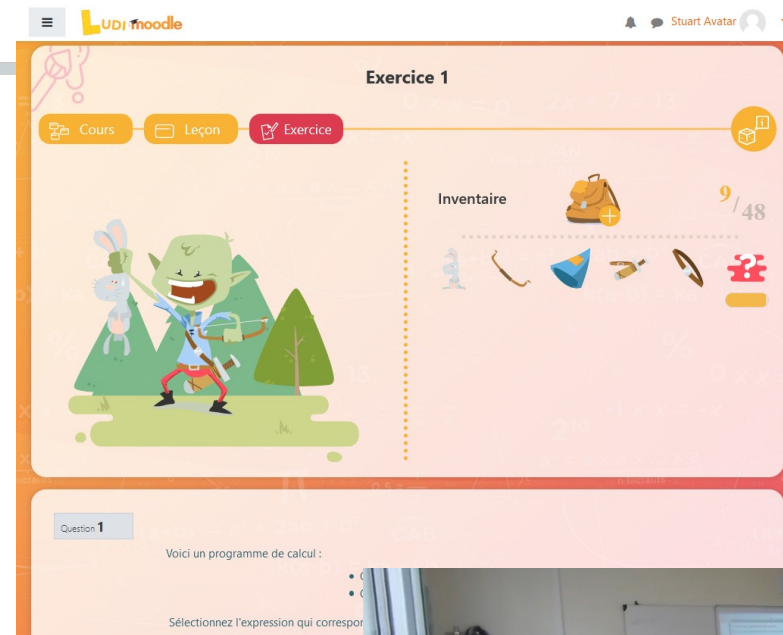 LUDI moodle
Stuart Avatar
Exercice 1
Cours
Leçon
Exercice
Inventaire
9/48
Question 1
Voici un programme de calcul :
Sélectionnez l'expression qui